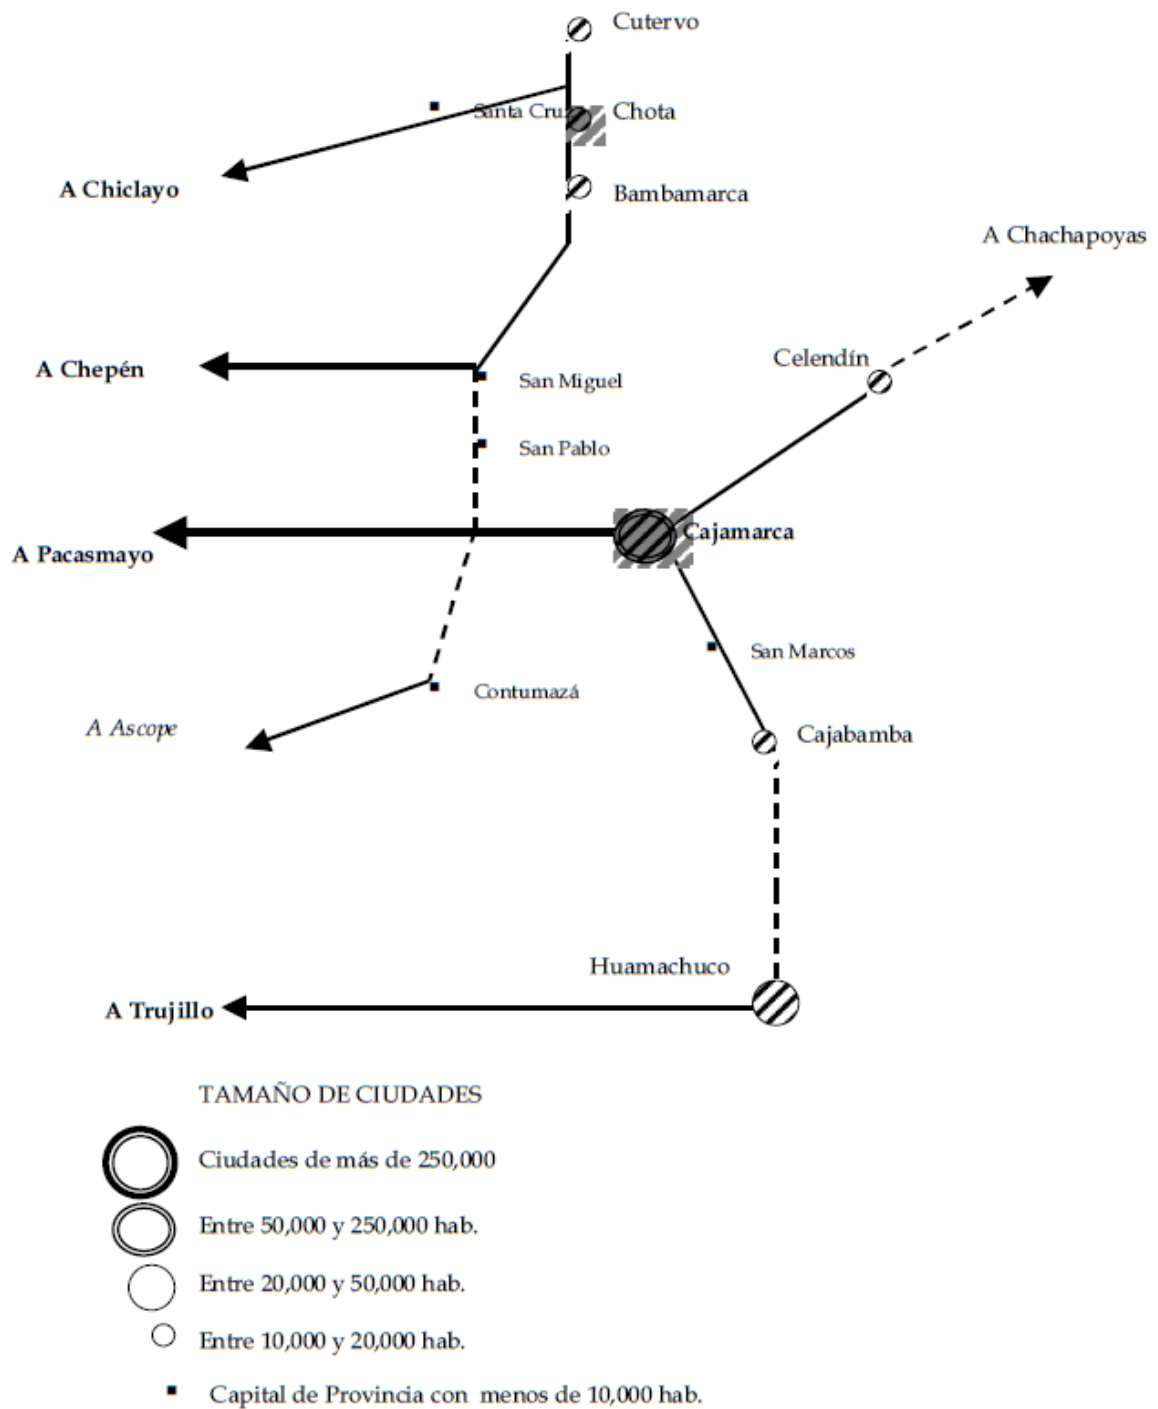 Cutervo
Santa Cruz
Chota
A Chiclayo
Bambamarca
A Chachapoyas
A Chepén
Celendín
San Miguel
San Pablo
Cajamarca
A Pacasmayo
San Marcos
Contumazá
A Ascope
Cajabamba
Huamachuco
A Trujillo
TAMAÑO DE CIUDADES
Ciudades de más de 250,000
Entre 50,000 y 250,000 hab.
Entre 20,000 y 50,000 hab.
Entre 10,000 y 20,000 hab.
Capital de Provincia con menos de 10,000 hab.